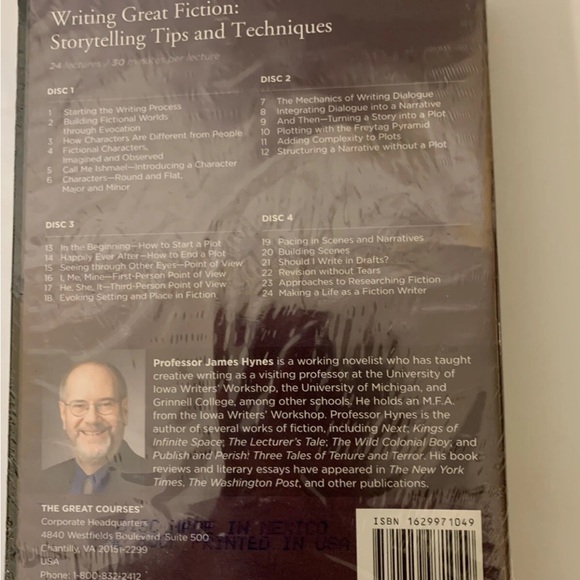 Writing Great Fiction:
Storytelling Tips and Techniques
24 lectures / 30 minutes per lecture
DISC 1
1 Starting the Writing Process
2 Building Fictional Worlds
through Evocation
3 How Characters Are Different from People
4 Fictional Characters,
Imagined and Observed
5 Call Me Ishmael—Introducing a Character
6 Characters—Round and Flat,
Major and Minor
DISC 2
7 The Mechanics of Writing Dialogue
8 Integrating Dialogue into a Narrative
9 And Then—Turning a Story into a Plot
10 Plotting with the Freytag Pyramid
11 Adding Complexity to Plots
12 Structuring a Narrative without a Plot
DISC 3
13 In the Beginning—How to Start a Plot
14 Happily Ever After—How to End a Plot
15 Seeing through Other Eyes—Point of View
16 I, Me, Mine—First-Person Point of View
17 He, She, It—Third-Person Point of View
18 Evoking Setting and Place in Fiction
DISC 4
19 Pacing in Scenes and Narratives
20 Building Scenes
21 Should I Write in Drafts?
22 Revision without Tears
23 Approaches to Researching Fiction
24 Making a Life as a Fiction Writer
Professor James Hynes is a working novelist who has taught
creative writing as a visiting professor at the University of
Iowa Writers' Workshop, the University of Michigan, and
Grinnell College, among other schools. He holds an M.F.A.
from the Iowa Writers' Workshop. Professor Hynes is the
author of several works of fiction, including Next; Kings of
Infinite Space; The Lecturer's Tale; The Wild Colonial Boy; and
Publish and Perish: Three Tales of Tenure and Terror. His book
reviews and literary essays have appeared in The New York
Times, The Washington Post, and other publications.
THE GREAT COURSES®
Corporate Headquarters
4840 Westfields Boulevard, Suite 500
Chantilly, VA 20151-2299
USA
Phone: 1-800-832-2412
DISC MADE IN MEXICO
PRINTED IN USA
ISBN 1629971049